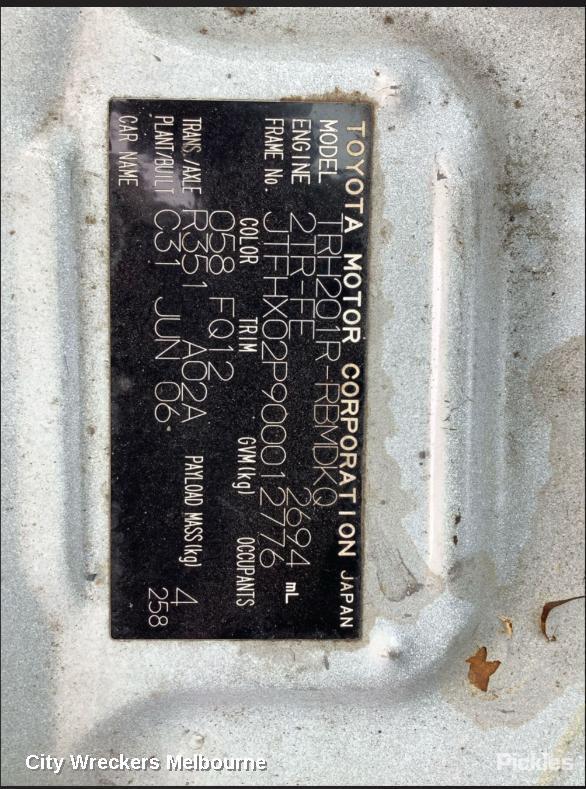 TOYOTA MOTOR CORPORATION JAPAN
MODEL TRH201R-RBMDKQ
ENGINE 2TR-FE 2694 mL
FRAME No. JTFHX02P900012776
COLOR TRIM GVM(kg) OCCUPANTS
058 FQ12
TRANS/AXLE R351 A02A PAYLOAD MASS(kg) 4
PLANT/BUILT C31 JUN 06 258
CAR NAME
City Wreckers Melbourne
Pickles